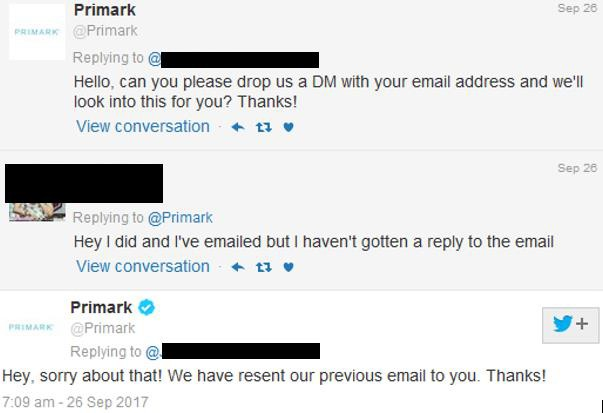 Primark
Sep 26
PRIMARK
@Primark
Replying to @
Hello, can you please drop us a DM with your email address and we'll
look into this for you? Thanks!
View conversation
Sep 26
Replying to @Primark
Hey I did and I've emailed but I haven't gotten a reply to the email
View conversation
Primark
PRIMARK
@Primark
Replying to @
Hey, sorry about that! We have resent our previous email to you. Thanks!
7:09 am - 26 Sep 2017